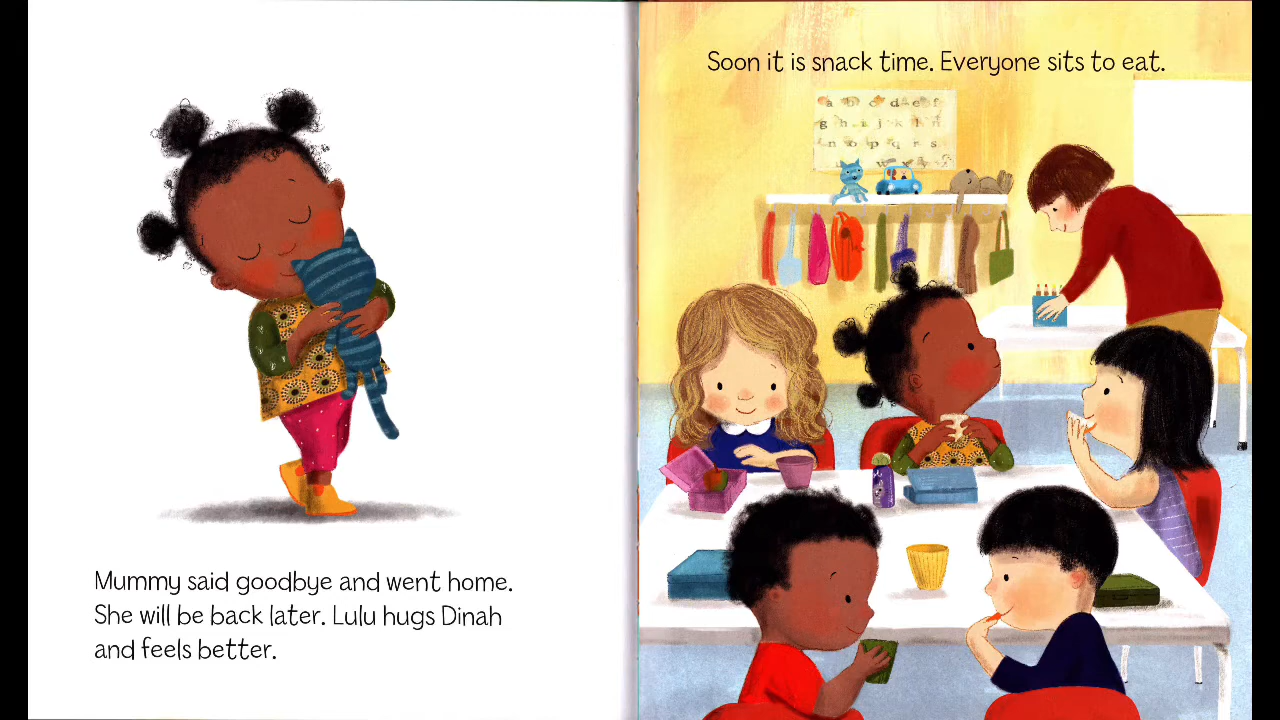 Mummy said goodbye and went home.
She will be back later. Lulu hugs Dinah
and feels better.
Soon it is snack time. Everyone sits to eat.
a b c d e f
g h i j k l n
n o p q r s